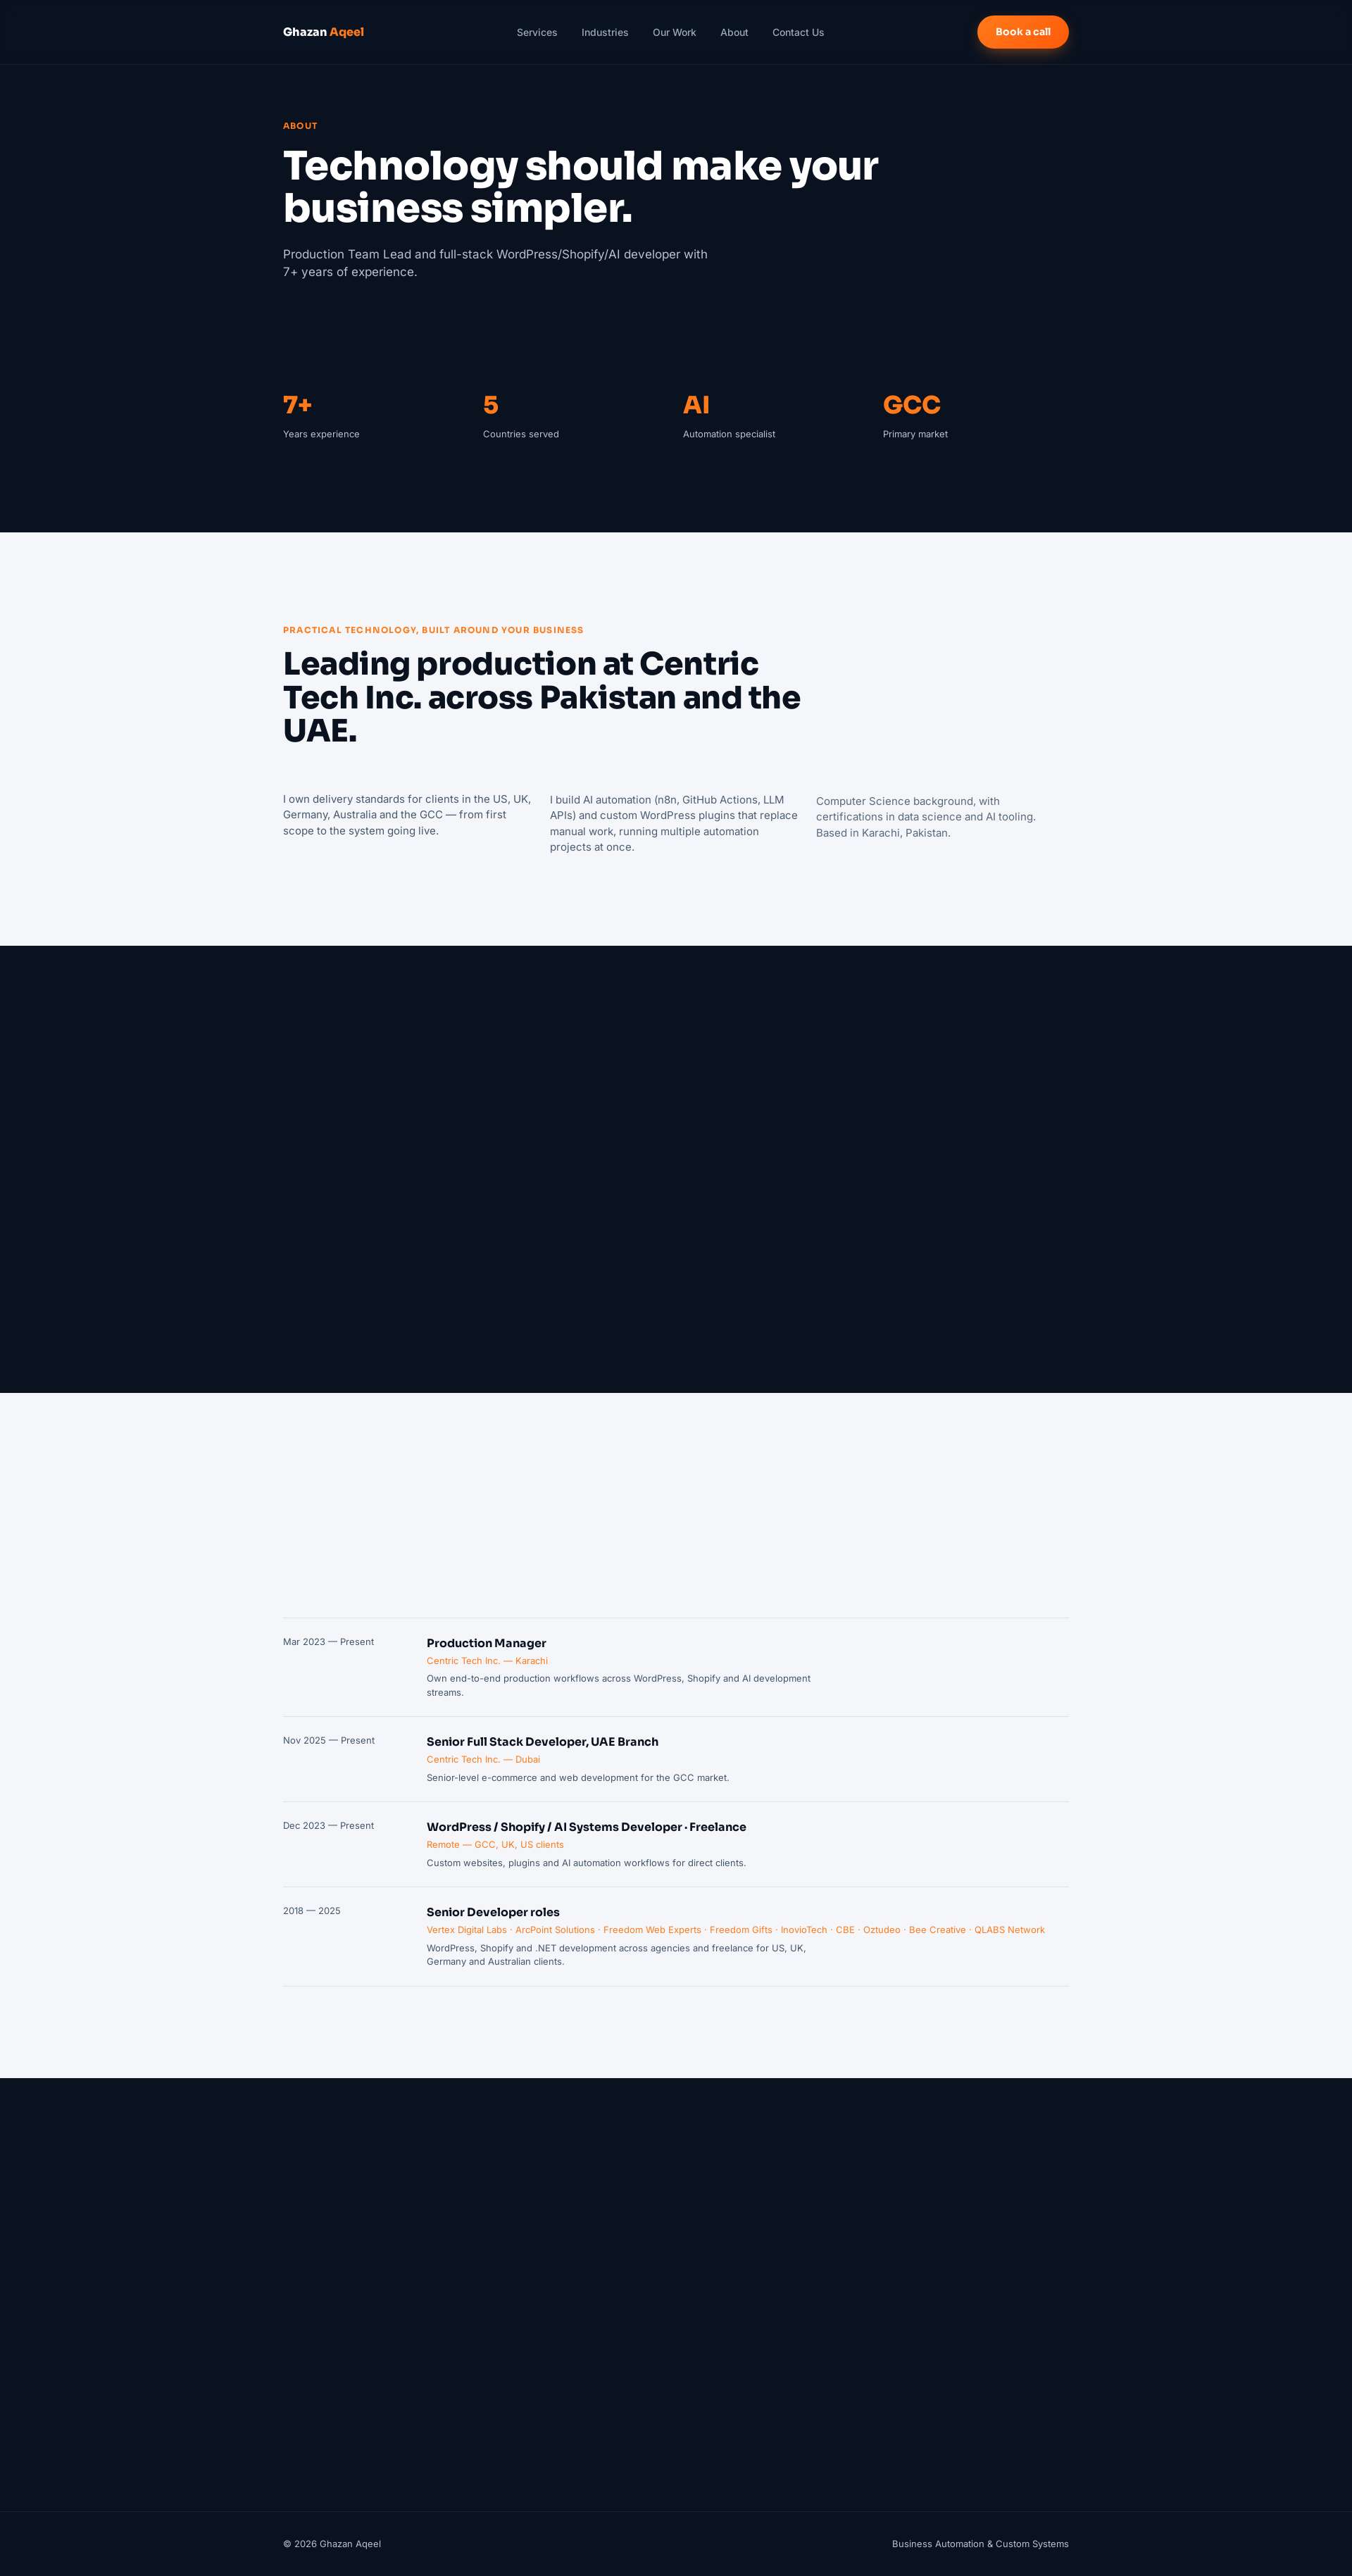 Ghazan Aqeel
Services
Industries
Our Work
About
Contact Us
Book a call
ABOUT
Technology should make your
business simpler.
Production Team Lead and full-stack WordPress/Shopify/AI developer with
7+ years of experience.
7+
Years experience
5
Countries served
AI
Automation specialist
GCC
Primary market
PRACTICAL TECHNOLOGY, BUILT AROUND YOUR BUSINESS
Leading production at Centric
Tech Inc. across Pakistan and the
UAE.
I own delivery standards for clients in the US, UK,
Germany, Australia and the GCC — from first
scope to the system going live.
I build AI automation (n8n, GitHub Actions, LLM
APIs) and custom WordPress plugins that replace
manual work, running multiple automation
projects at once.
Computer Science background, with
certifications in data science and AI tooling.
Based in Karachi, Pakistan.
Mar 2023 — Present
Production Manager
Centric Tech Inc. — Karachi
Own end-to-end production workflows across WordPress, Shopify and AI development
streams.
Nov 2025 — Present
Senior Full Stack Developer, UAE Branch
Centric Tech Inc. — Dubai
Senior-level e-commerce and web development for the GCC market.
Dec 2023 — Present
WordPress / Shopify / AI Systems Developer · Freelance
Remote — GCC, UK, US clients
Custom websites, plugins and AI automation workflows for direct clients.
2018 — 2025
Senior Developer roles
Vertex Digital Labs · ArcPoint Solutions · Freedom Web Experts · Freedom Gifts · InovioTech · CBE · Oztudeo · Bee Creative · QLABS Network
WordPress, Shopify and .NET development across agencies and freelance for US, UK,
Germany and Australian clients.
© 2026 Ghazan Aqeel
Business Automation & Custom Systems